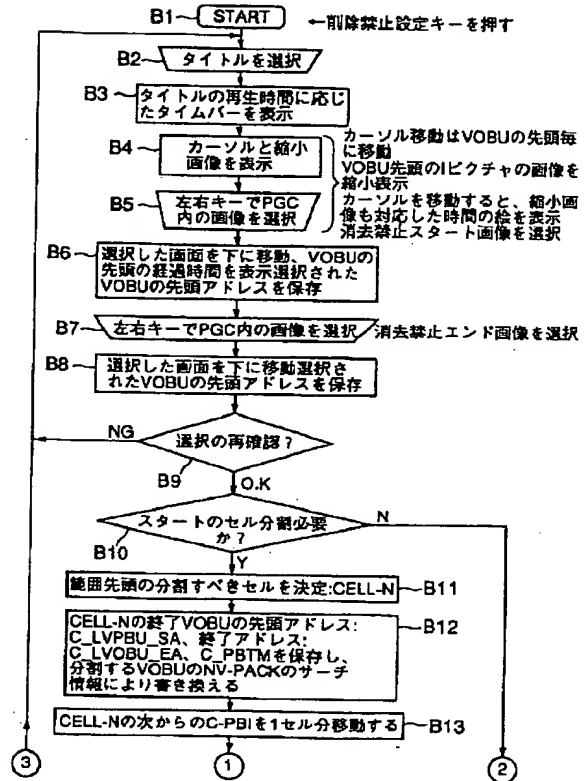 B1
START
←削除禁止設定キーを押す
B2
タイトルを選択
B3
タイトルの再生時間に応じ
たタイムバーを表示
B4
カーソルと縮小
画像を表示
カーソル移動はVOBUの先頭毎
に移動
VOBU先頭のIピクチャの画像を
縮小表示
カーソルを移動すると、縮小画
像も対応した時間の絵を表示
消去禁止スタート画像を選択
B5
左右キーでPGC
内の画像を選択
B6
選択した画面を下に移動、VOBUの
先頭の経過時間を表示選択された
VOBUの先頭アドレスを保存
B7
左右キーでPGC内の画像を選択
消去禁止エンド画像を選択
B8
選択した画面を下に移動選択さ
れたVOBUの先頭アドレスを保存
NG
選択の再確認?
B9
O.K
スタートのセル分割必要
か?
N
B10
Y
範囲先頭の分割すべきセルを決定:CELL-N
B11
CELL-Nの終了VOBUの先頭アドレス:
C_LVPBU_SA、終了アドレス:
C_LVOBU_EA、C_PBTMを保存し、
分割するVOBUのNV-PACKのサーチ
情報により書き換える
B12
CELL-Nの次からのC-PBIを1セル分移動する
B13
3
1
2